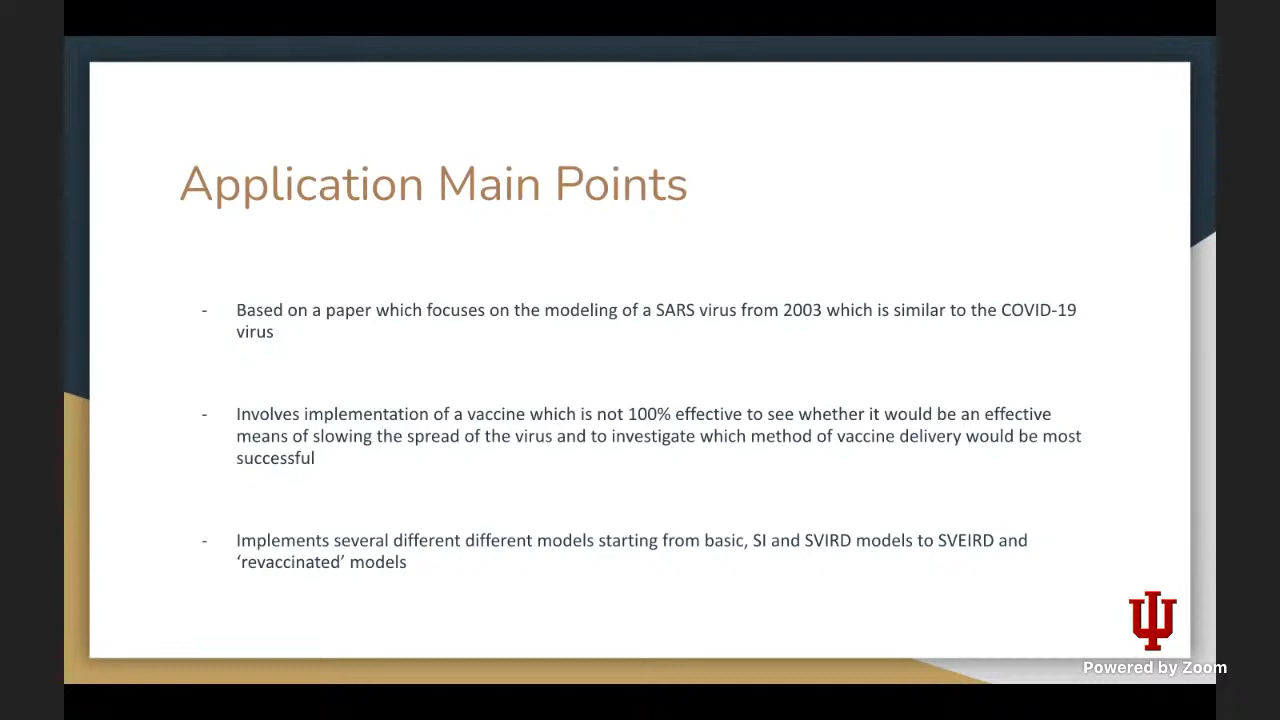 Application Main Points
- Based on a paper which focuses on the modeling of a SARS virus from 2003 which is similar to the COVID-19
virus
- Involves implementation of a vaccine which is not 100% effective to see whether it would be an effective
means of slowing the spread of the virus and to investigate which method of vaccine delivery would be most
successful
- Implements several different different models starting from basic, SI and SVIRD models to SVEIRD and
‘revaccinated’ models
Powered by Zoom